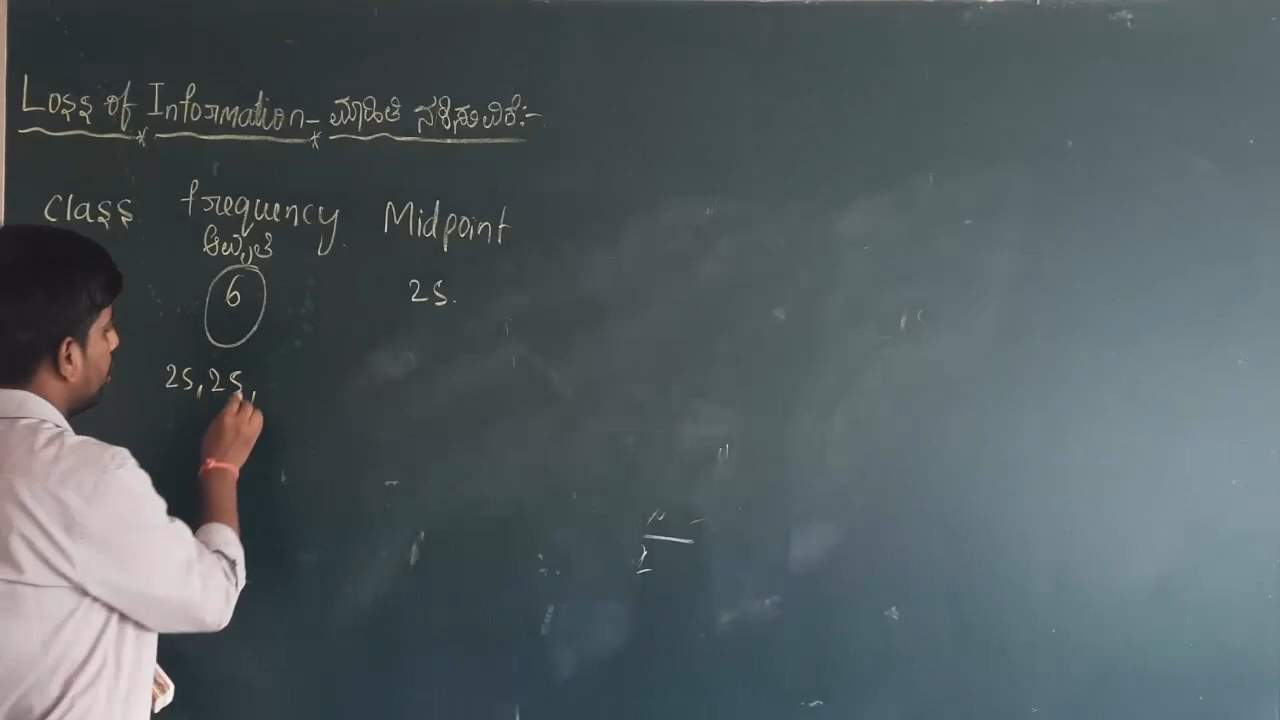 Loss of Information - ಮಾಹಿತಿ ನಶಿಸುವಿಕೆ:-
Class frequency Midpoint
ಆವೃತ್ತಿ
6 25.
25, 25,